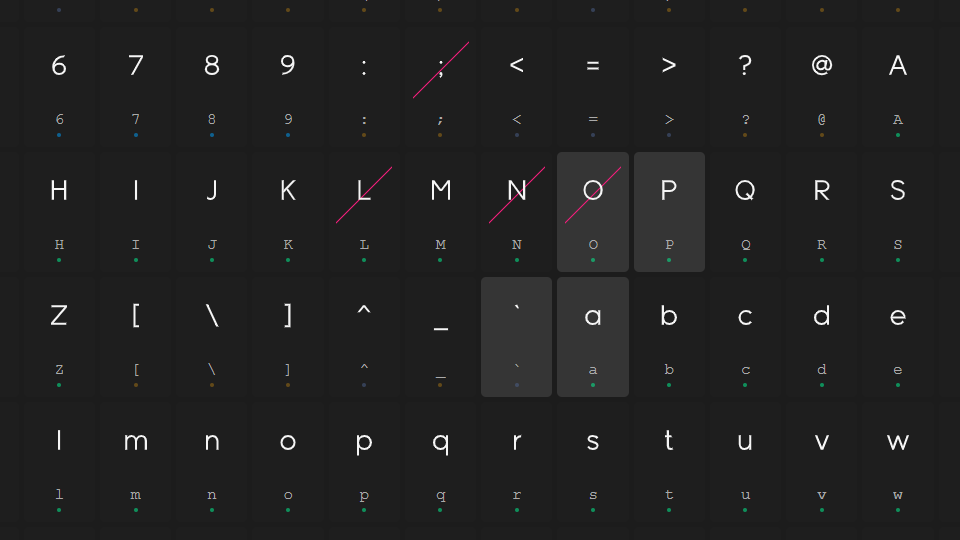 6 7 8 9 : ; < = > ? @ A
6 7 8 9 : ; < = > ? @ A
H I J K L M N O P Q R S
H I J K L M N O P Q R S
Z [ \ ] ^ _ ` a b c d e
Z [ \ ] ^ _ ` a b c d e
l m n o p q r s t u v w
l m n o p q r s t u v w